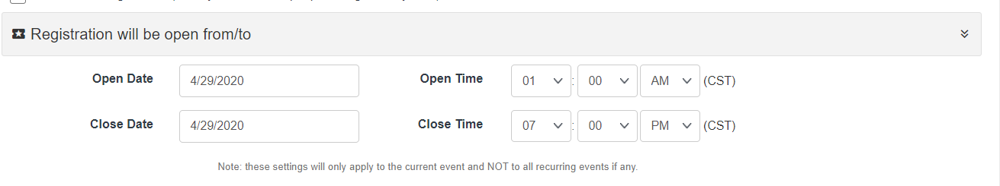 Registration will be open from/to
Open Date 4/29/2020 Open Time 01 : 00 AM (CST)
Close Date 4/29/2020 Close Time 07 : 00 PM (CST)
Note: these settings will only apply to the current event and NOT to all recurring events if any.